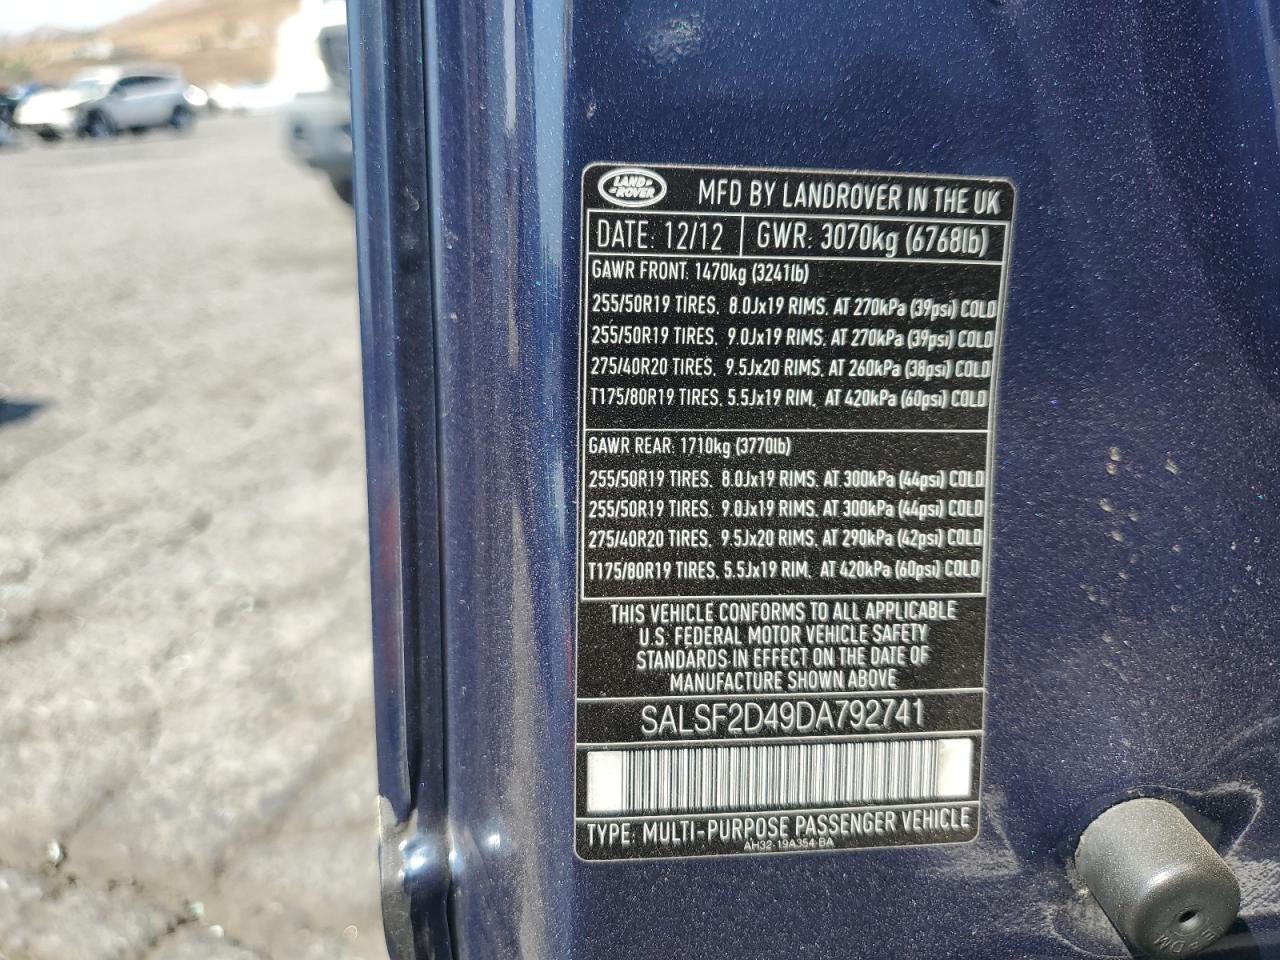 LAND ROVER
MFD BY LANDROVER IN THE UK
DATE: 12/12 GWR: 3070kg (6768lb)
GAWR FRONT: 1470kg (3241lb)
255/50R19 TIRES, 8.0Jx19 RIMS, AT 270kPa (39psi) COLD
255/50R19 TIRES, 9.0Jx19 RIMS, AT 270kPa (39psi) COLD
275/40R20 TIRES, 9.5Jx20 RIMS, AT 260kPa (38psi) COLD
T175/80R19 TIRES, 5.5Jx19 RIM, AT 420kPa (60psi) COLD
GAWR REAR: 1710kg (3770lb)
255/50R19 TIRES, 8.0Jx19 RIMS, AT 300kPa (44psi) COLD
255/50R19 TIRES, 9.0Jx19 RIMS, AT 300kPa (44psi) COLD
275/40R20 TIRES, 9.5Jx20 RIMS, AT 290kPa (42psi) COLD
T175/80R19 TIRES, 5.5Jx19 RIM, AT 420kPa (60psi) COLD
THIS VEHICLE CONFORMS TO ALL APPLICABLE
U.S. FEDERAL MOTOR VEHICLE SAFETY
STANDARDS IN EFFECT ON THE DATE OF
MANUFACTURE SHOWN ABOVE
SALSF2D49DA792741
TYPE: MULTI-PURPOSE PASSENGER VEHICLE
AH32-19A354-BA